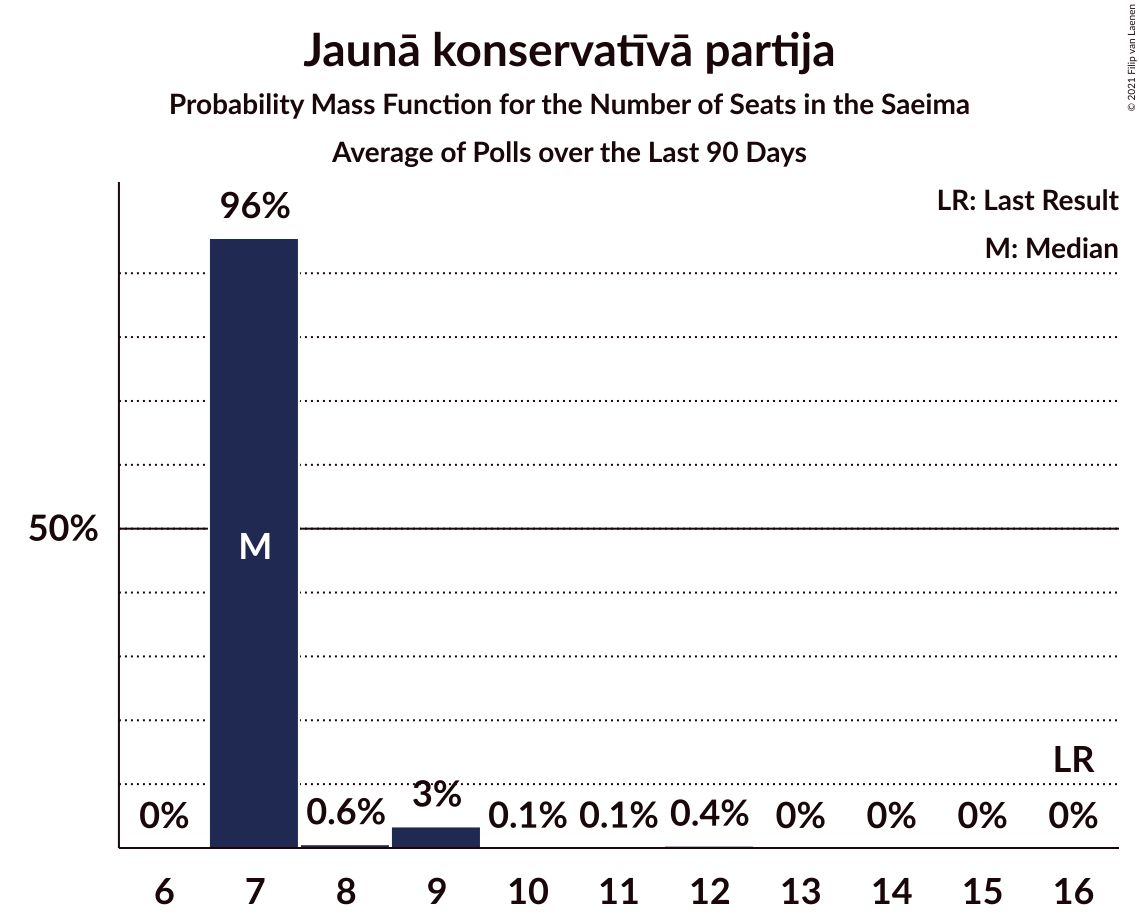 Jaunā konservatīvā partija
Probability Mass Function for the Number of Seats in the Saeima
Average of Polls over the Last 90 Days
© 2021 Filip van Laenen
LR: Last Result
M: Median
96%
50%
M
LR
0% 0.6% 3% 0.1% 0.1% 0.4% 0% 0% 0% 0%
6 7 8 9 10 11 12 13 14 15 16